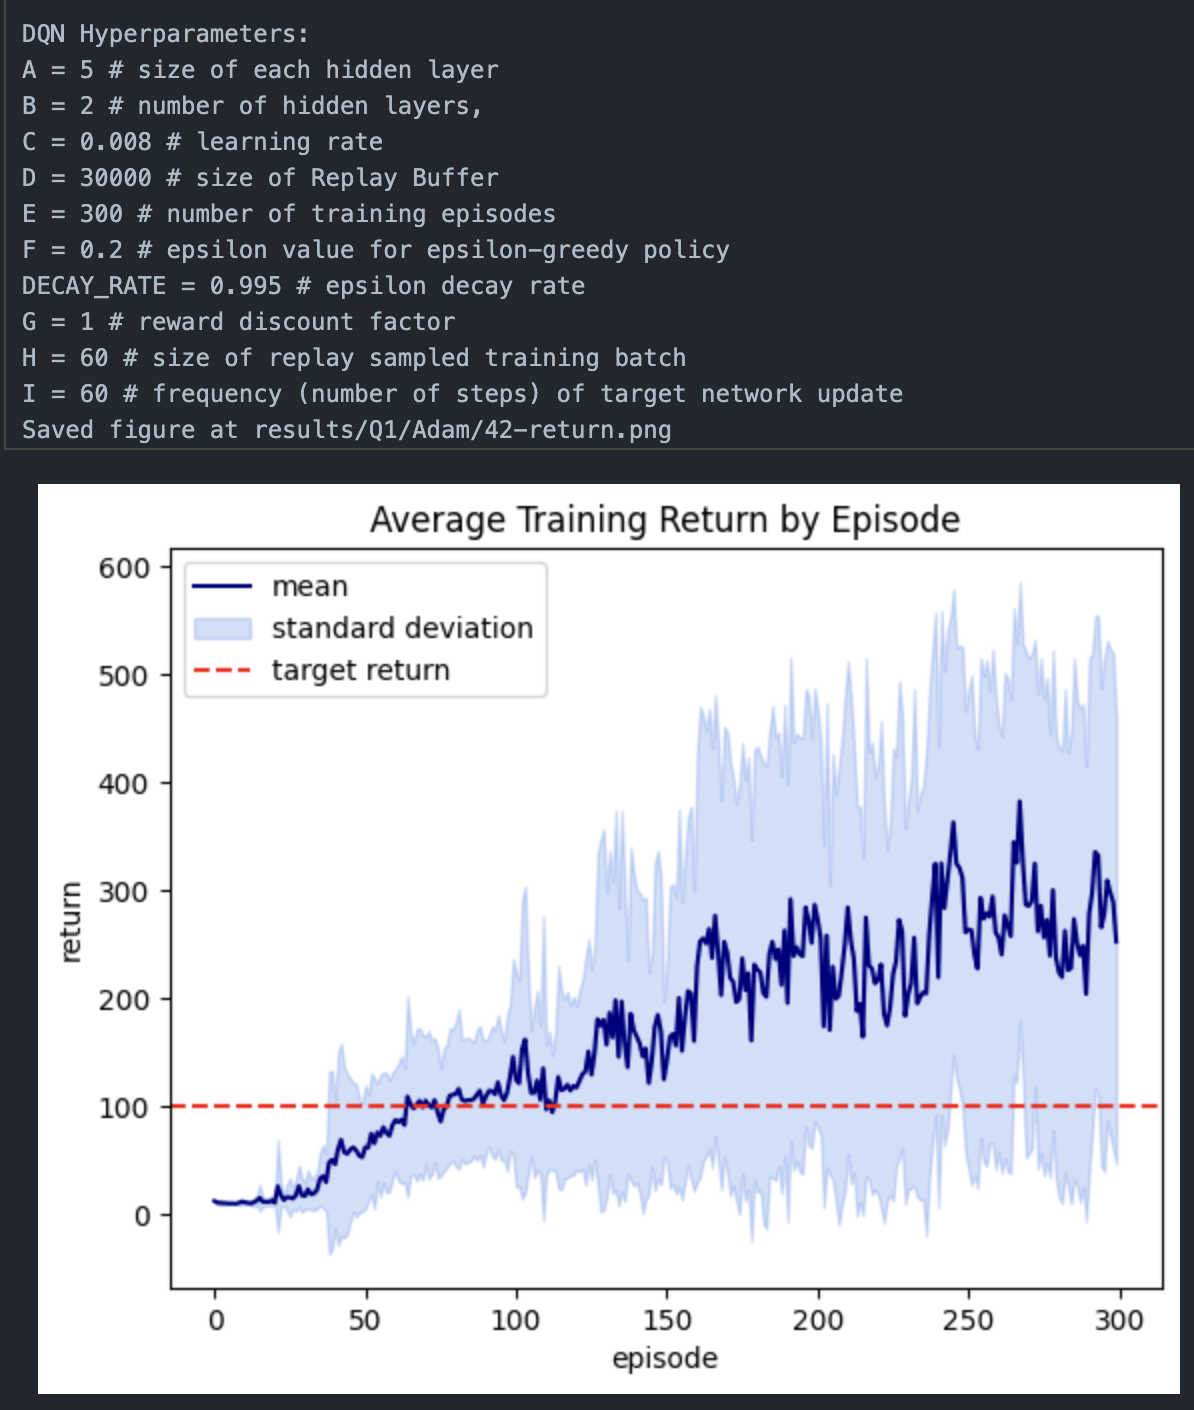 DQN Hyperparameters:
A = 5 # size of each hidden layer
B = 2 # number of hidden layers,
C = 0.008 # learning rate
D = 30000 # size of Replay Buffer
E = 300 # number of training episodes
F = 0.2 # epsilon value for epsilon-greedy policy
DECAY_RATE = 0.995 # epsilon decay rate
G = 1 # reward discount factor
H = 60 # size of replay sampled training batch
I = 60 # frequency (number of steps) of target network update
Saved figure at results/Q1/Adam/42-return.png
Average Training Return by Episode
mean
standard deviation
target return
600
500
400
300
200
100
0
return
0 50 100 150 200 250 300
episode